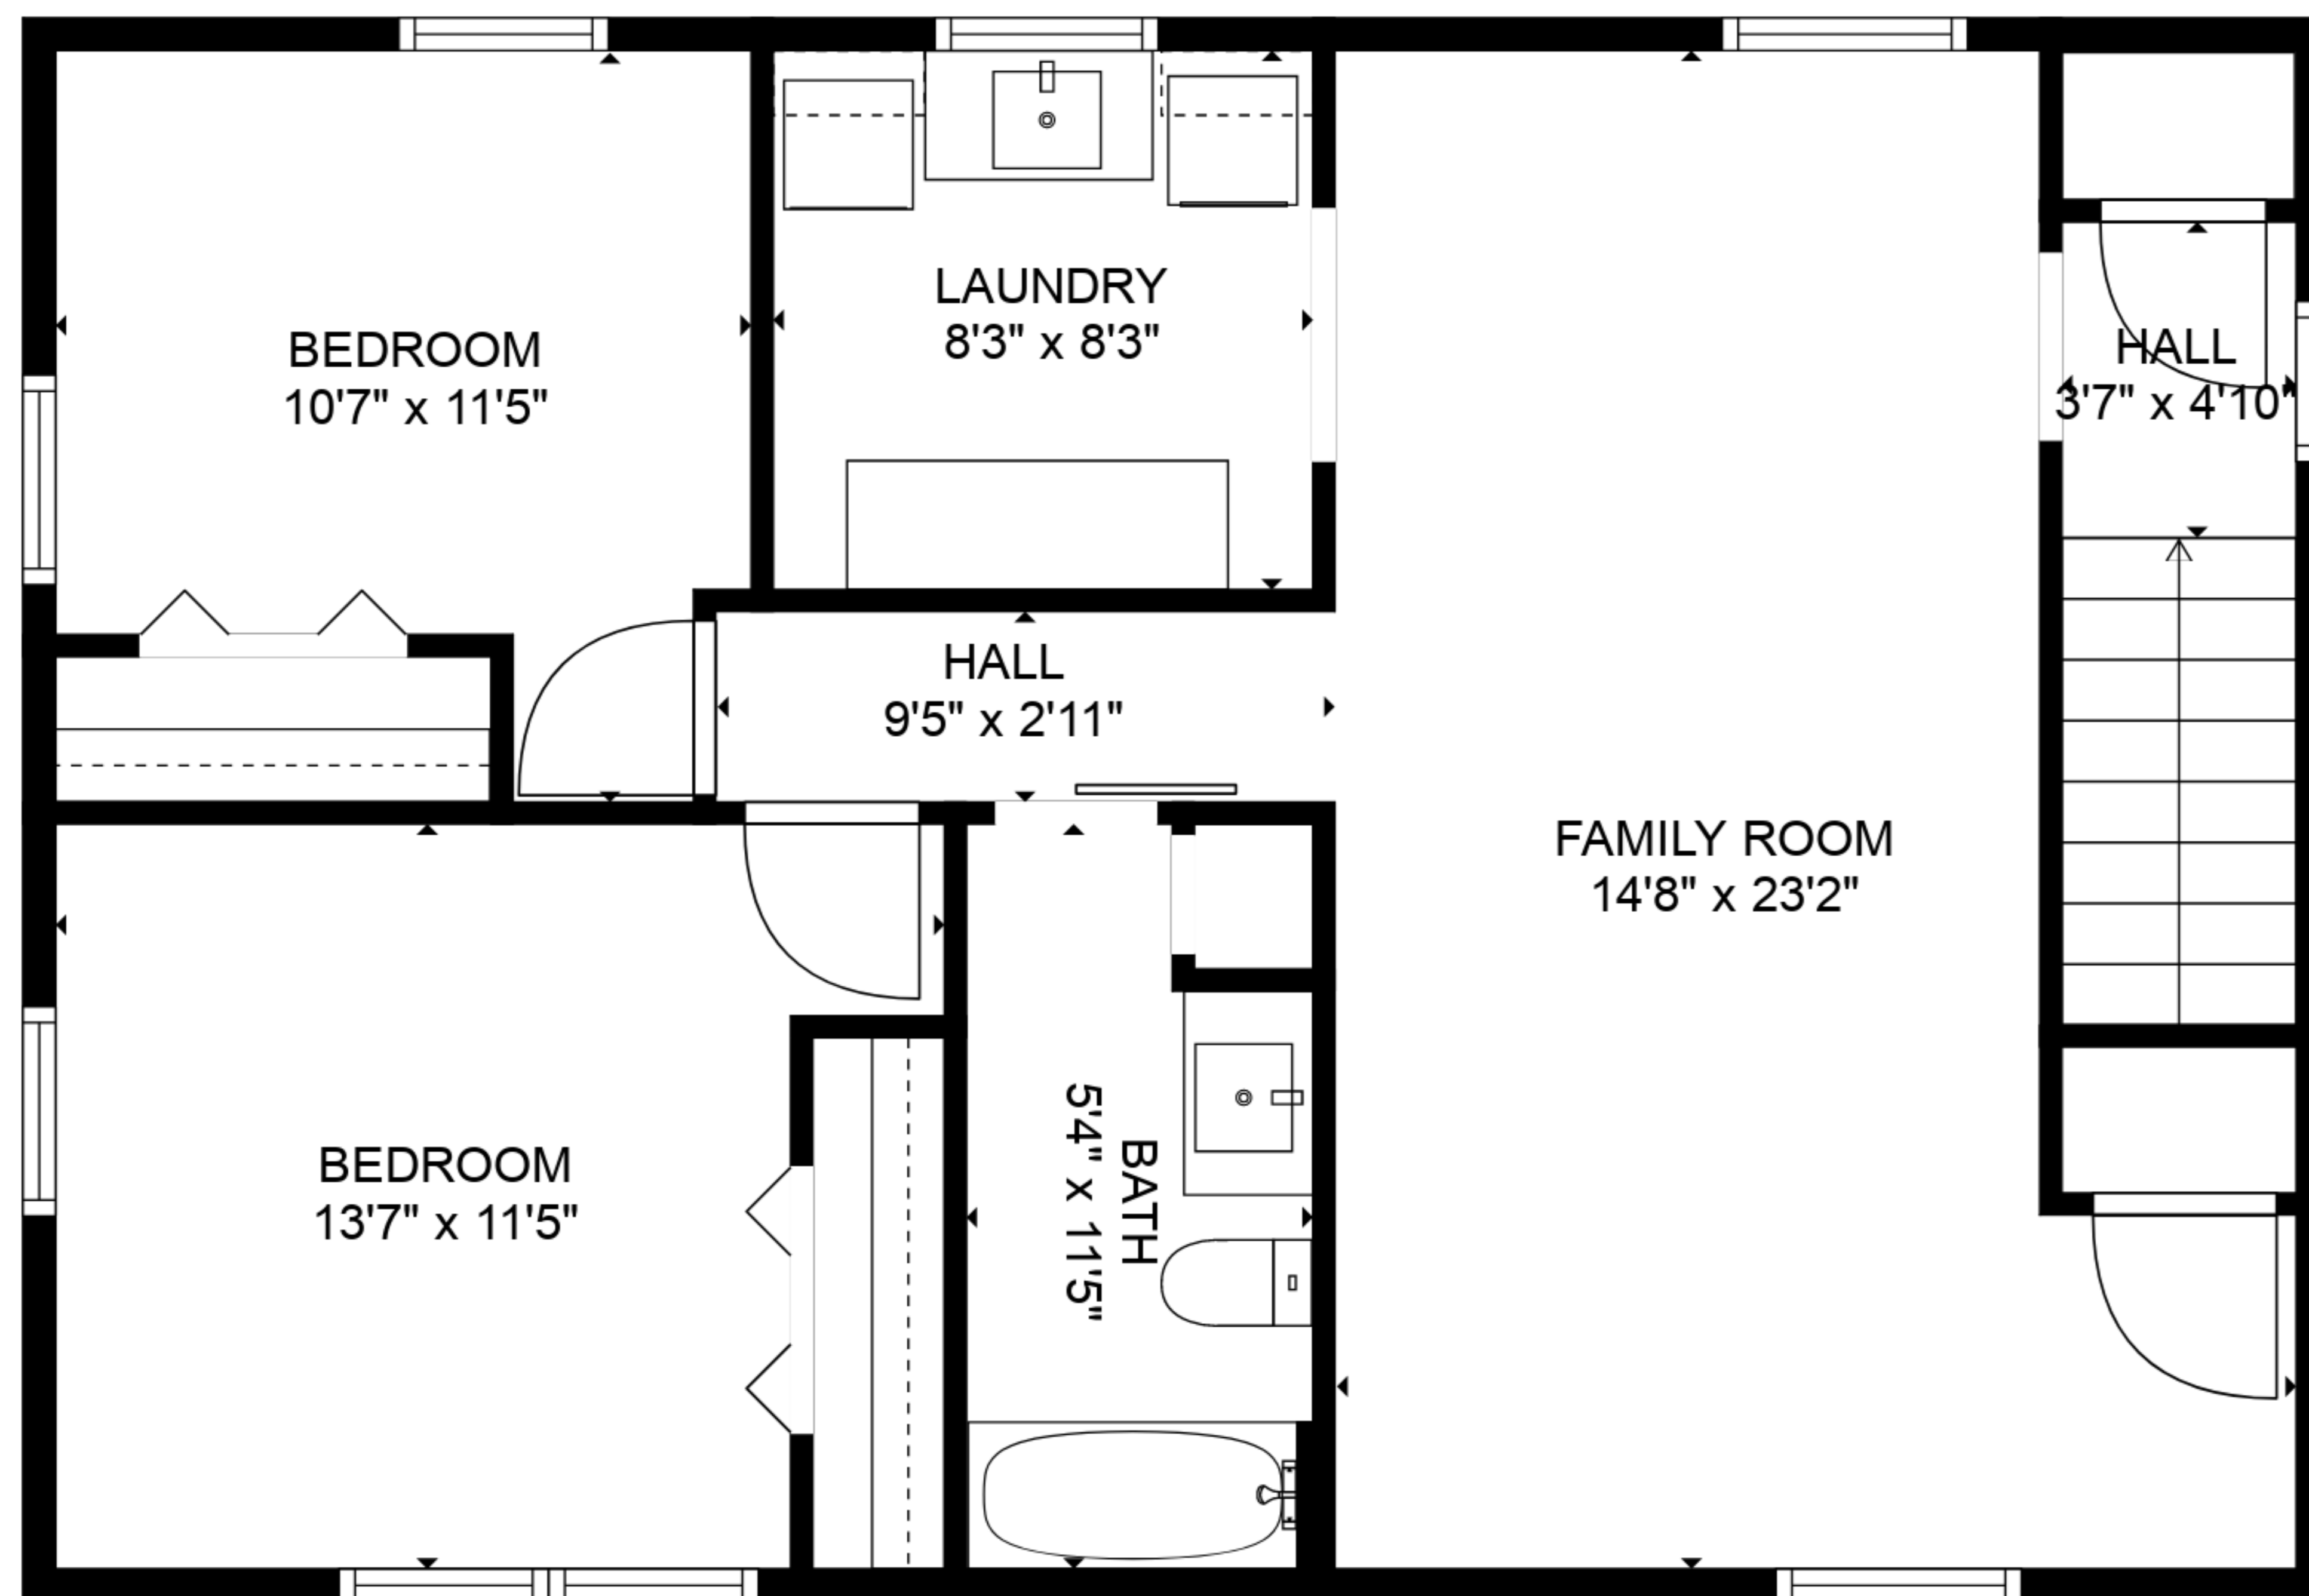 LAUNDRY
8'3" x 8'3"
BEDROOM
10'7" x 11'5"
HALL
3'7" x 4'10"
HALL
9'5" x 2'11"
FAMILY ROOM
14'8" x 23'2"
BEDROOM
13'7" x 11'5"
BATH
5'4" x 11'5"